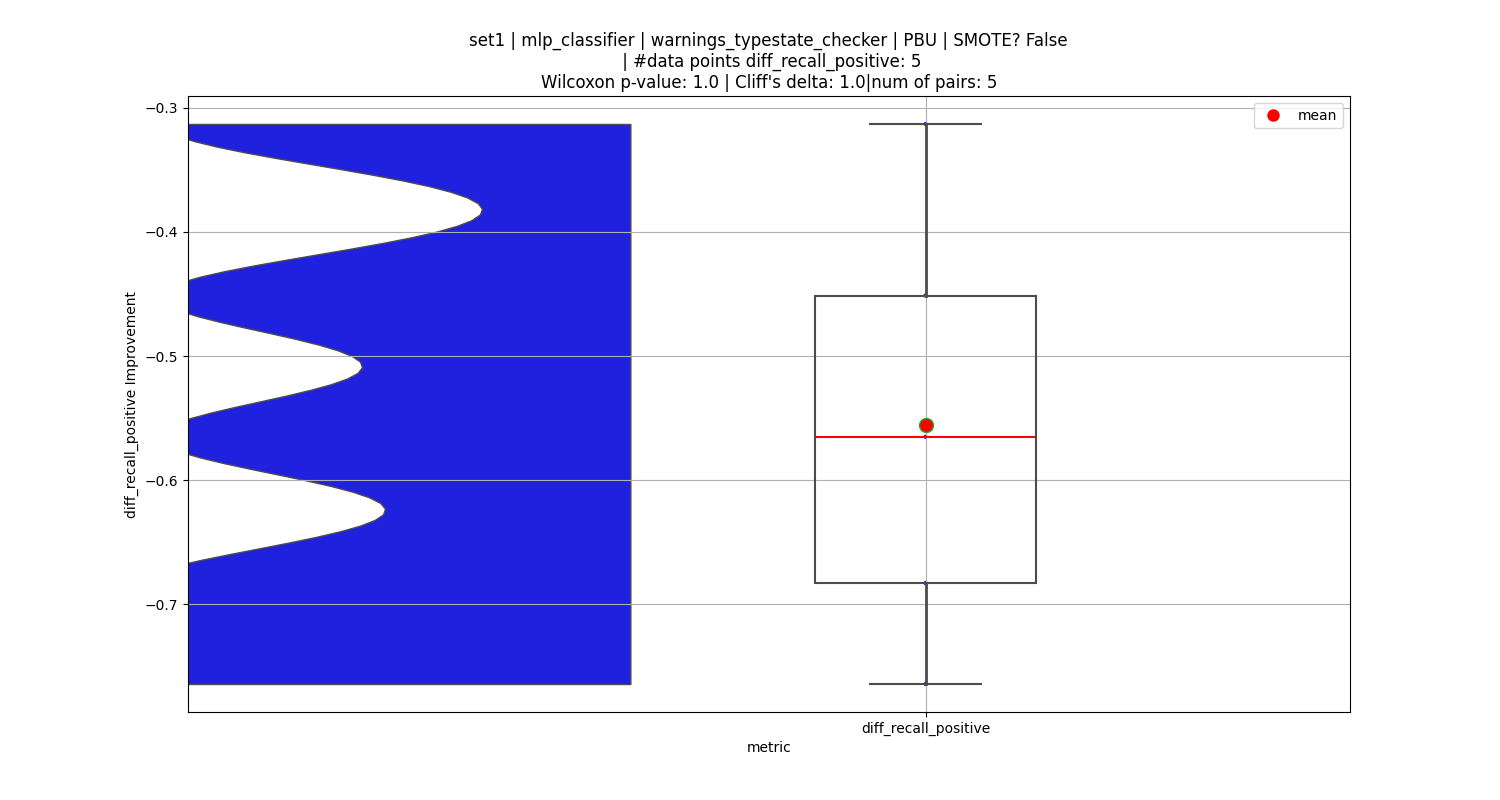 set1 | mlp_classifier | warnings_typestate_checker | PBU | SMOTE? False
| #data points diff_recall_positive: 5
Wilcoxon p-value: 1.0 | Cliff's delta: 1.0|num of pairs: 5
mean
−0.3
−0.4
−0.5
−0.6
−0.7
diff_recall_positive Improvement
diff_recall_positive
metric